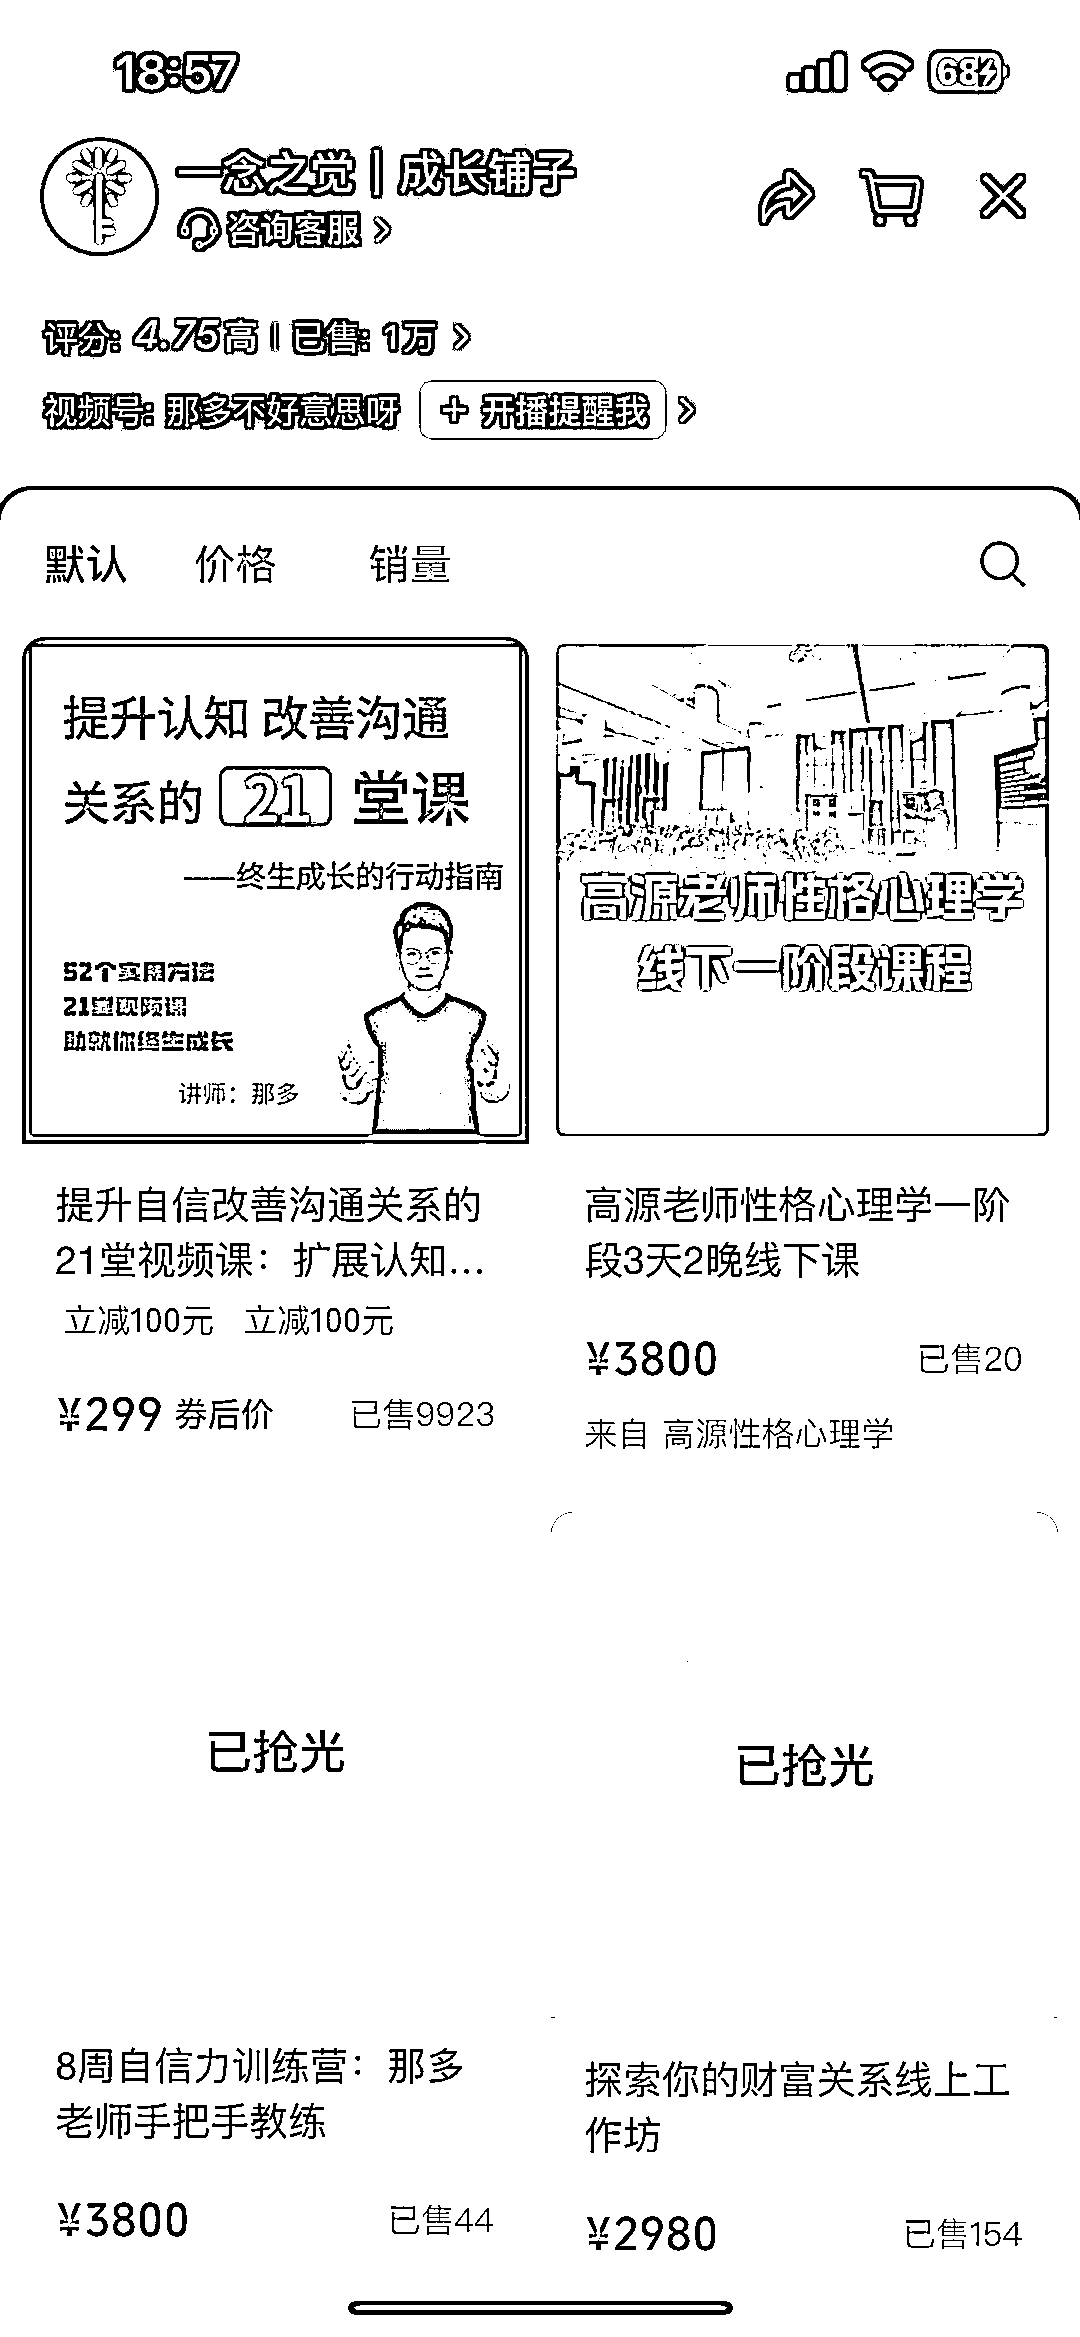 18:57
68
一念之觉｜成长铺子
咨询客服 >
评分: 4.75高 | 已售: 1万 >
视频号: 那多不好意思呀 + 开播提醒我 >
默认 价格 销量
提升认知 改善沟通
关系的 21 堂课
——终生成长的行动指南
52个实用方法
21堂视频课
助就你终生成长
讲师：那多
高源老师性格心理学
线下一阶段课程
提升自信改善沟通关系的
21堂视频课：扩展认知...
立减100元 立减100元
¥299 券后价 已售9923
高源老师性格心理学一阶
段3天2晚线下课
¥3800 已售20
来自 高源性格心理学
已抢光
8周自信力训练营：那多
老师手把手教练
¥3800 已售44
已抢光
探索你的财富关系线上工
作坊
¥2980 已售154